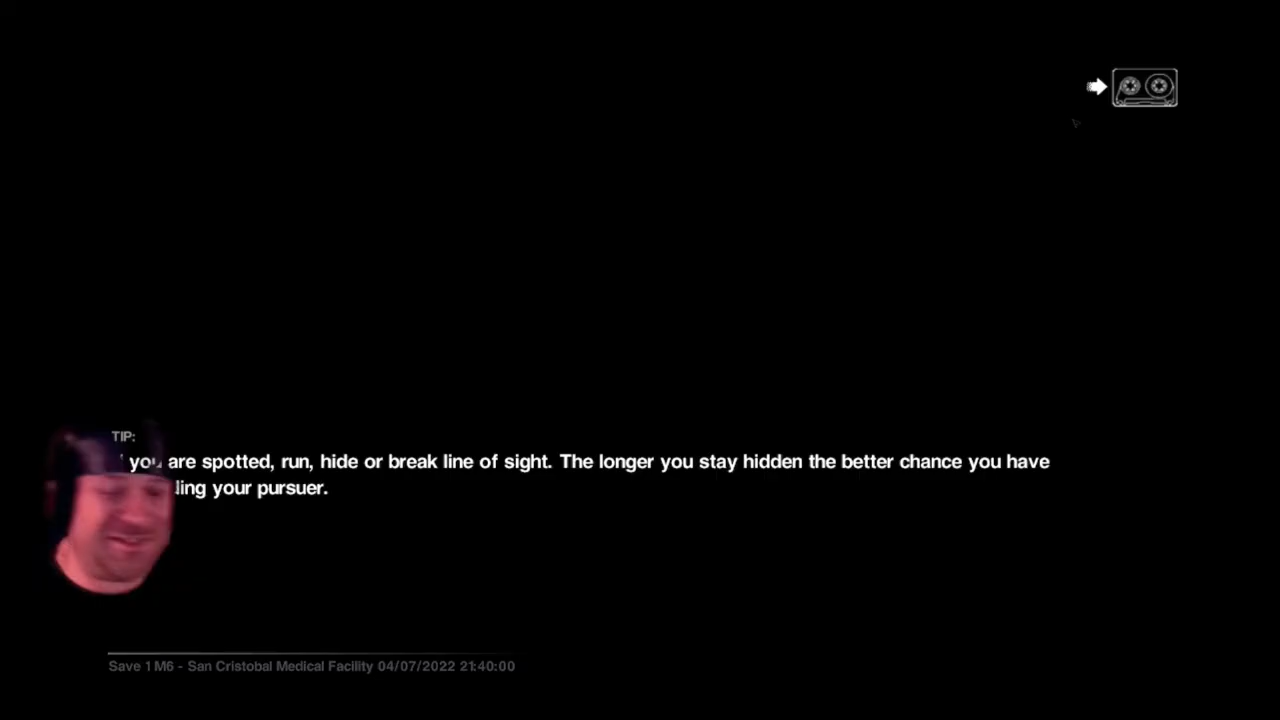 TIP:
you are spotted, run, hide or break line of sight. The longer you stay hidden the better chance you have
your pursuer.
Save 1 M6 - San Cristobal Medical Facility 04/07/2022 21:40:00